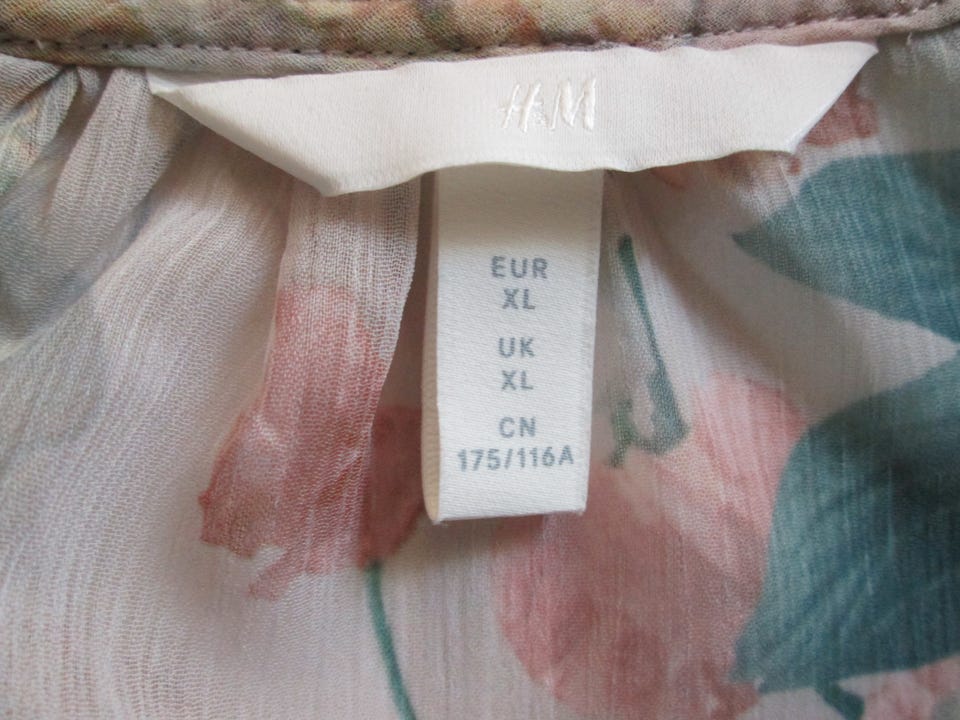 H&M
EUR
XL
UK
XL
CN
175/116A